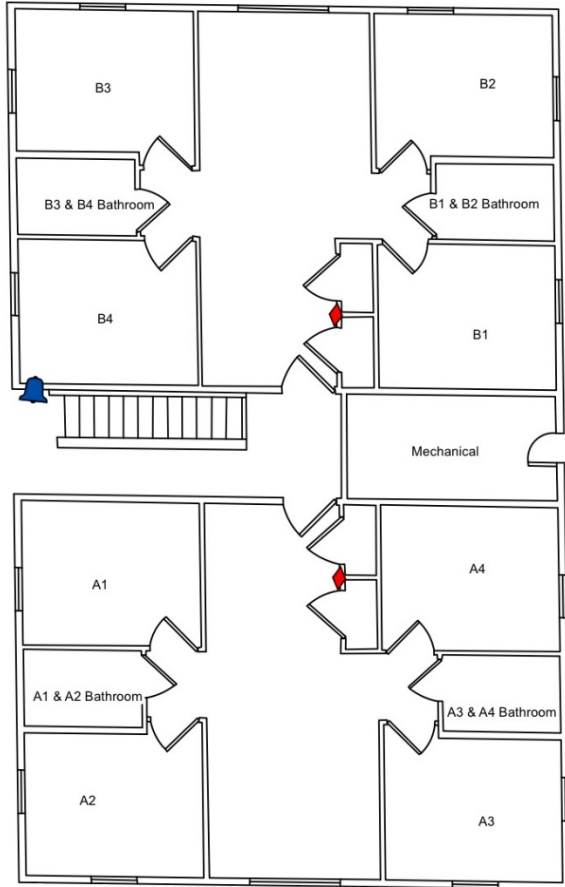 B3
B2
B3 & B4 Bathroom
B1 & B2 Bathroom
B4
B1
Mechanical
A1
A4
A1 & A2 Bathroom
A3 & A4 Bathroom
A2
A3